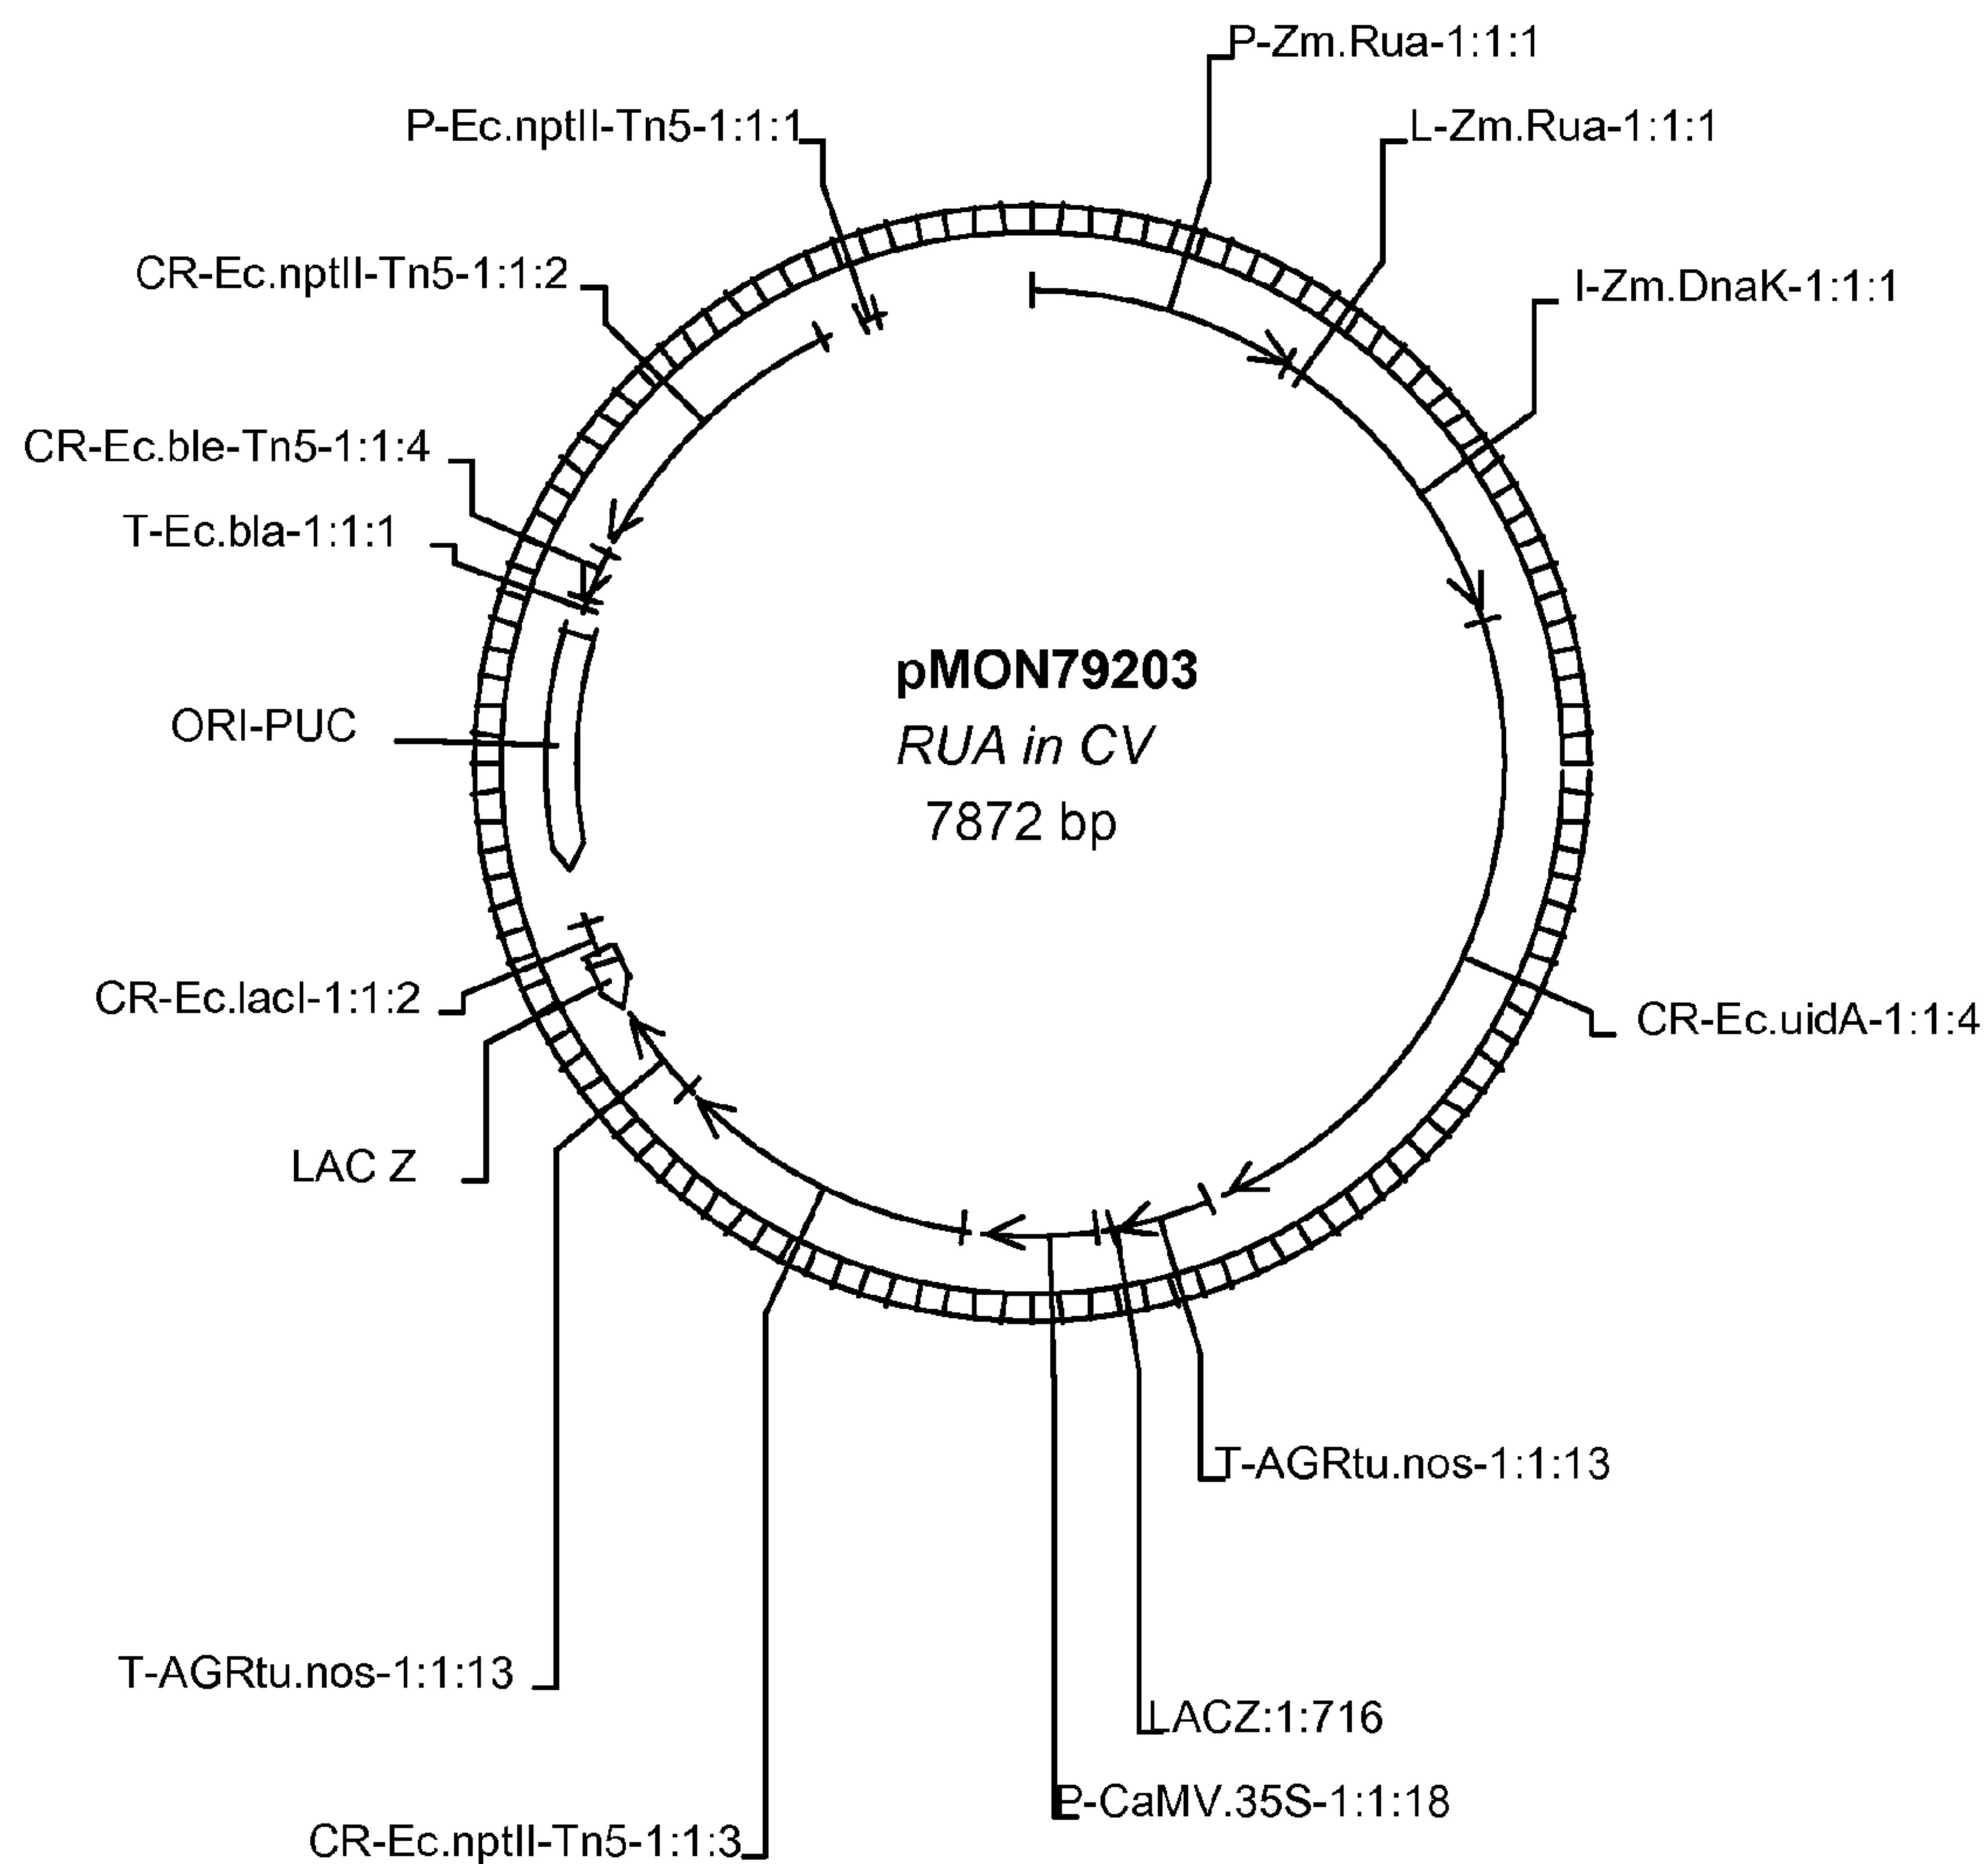 P-Zm.Rua-1:1:1
P-Ec.nptII-Tn5-1:1:1
L-Zm.Rua-1:1:1
CR-Ec.nptII-Tn5-1:1:2
I-Zm.DnaK-1:1:1
CR-Ec.ble-Tn5-1:1:4
T-Ec.bla-1:1:1
pMON79203
RUA in CV
7872 bp
ORI-PUC
CR-Ec.lacI-1:1:2
CR-Ec.uidA-1:1:4
LAC Z
T-AGRtu.nos-1:1:13
T-AGRtu.nos-1:1:13
LACZ:1:716
P-CaMV.35S-1:1:18
CR-Ec.nptII-Tn5-1:1:3